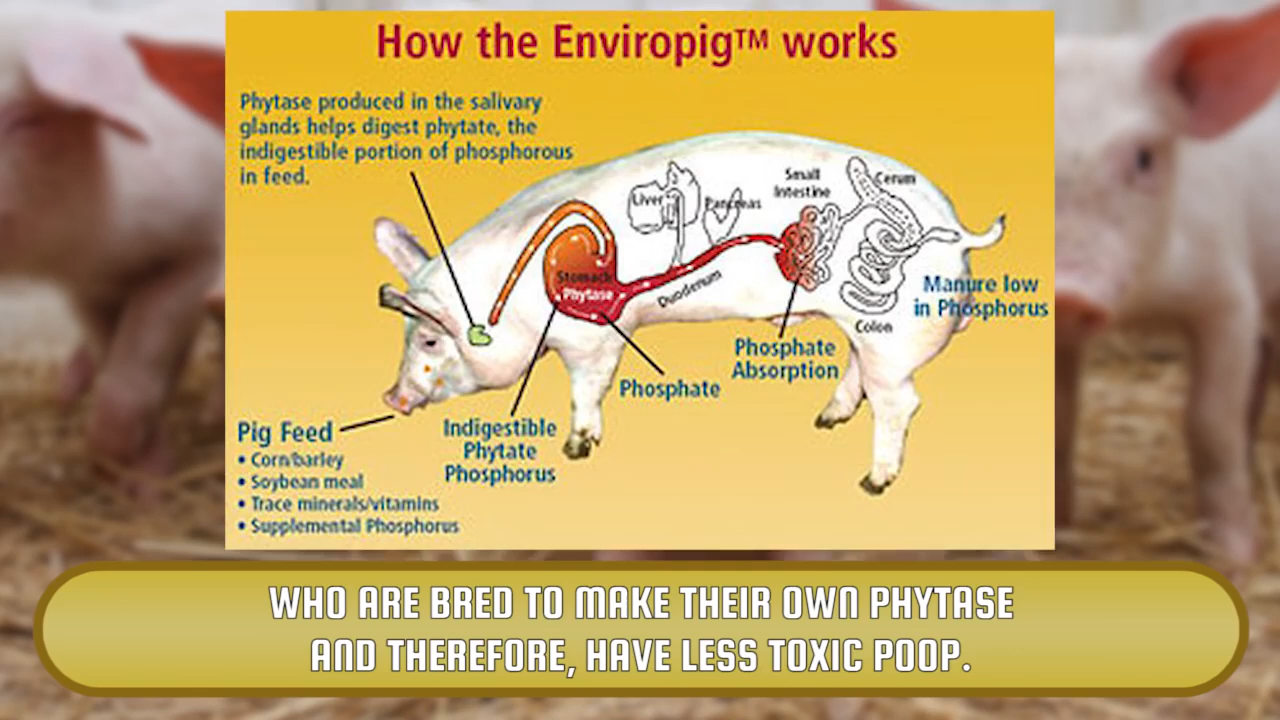 How the Enviropig™ works
Phytase produced in the salivary
glands helps digest phytate, the
indigestible portion of phosphorous
in feed.
Liver
Pancreas
Small
Intestine
Cerum
Stomach
Phytase
Duodenum
Colon
Manure low
in Phosphorus
Phosphate
Absorption
Phosphate
Indigestible
Phytate
Phosphorus
Pig Feed
• Corn/barley
• Soybean meal
• Trace minerals/vitamins
• Supplemental Phosphorus
WHO ARE BRED TO MAKE THEIR OWN PHYTASE
AND THEREFORE, HAVE LESS TOXIC POOP.